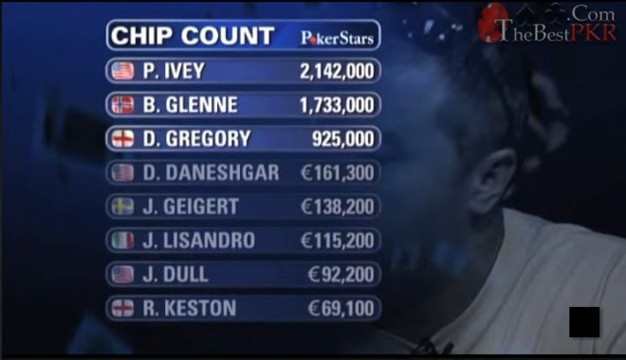 TheBestPKR.Com
CHIP COUNT PokerStars
P. IVEY 2,142,000
B. GLENNE 1,733,000
D. GREGORY 925,000
D. DANESHGAR €161,300
J. GEIGERT €138,200
J. LISANDRO €115,200
J. DULL €92,200
R. KESTON €69,100